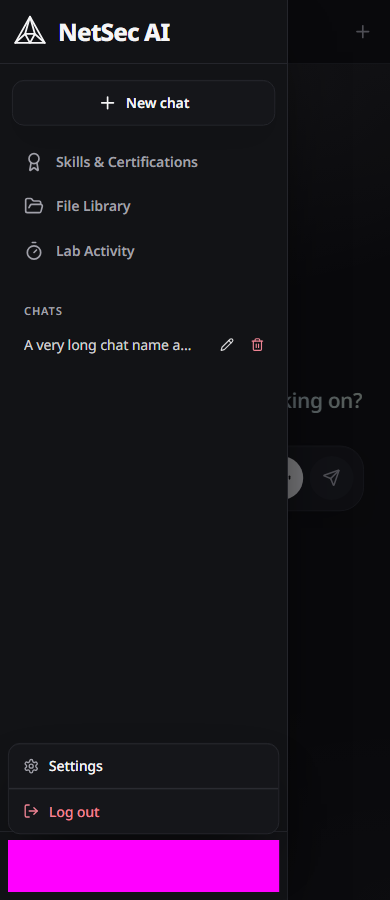 NetSec AI
New chat
Skills & Certifications
File Library
Lab Activity
CHATS
A very long chat name a...
king on?
Settings
Log out